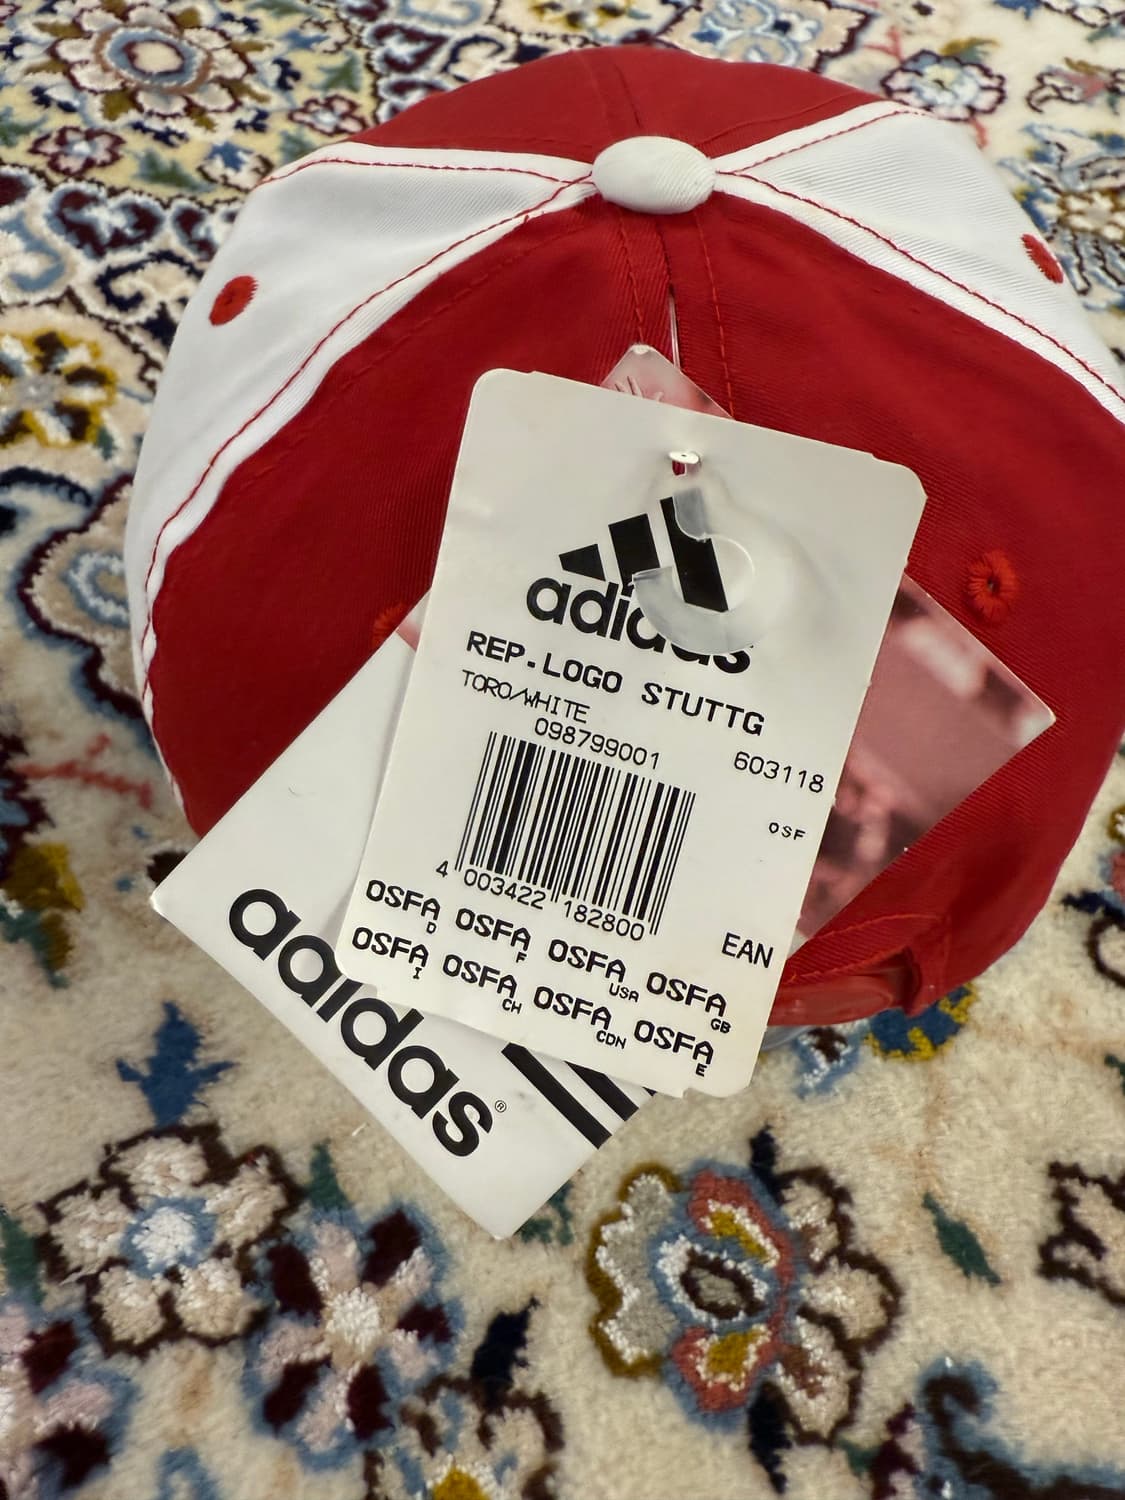 adidas
REP.LOGO STUTTG
TORO/WHITE
098799001
603118
OSF
4 003422 182800
EAN
OSFA D OSFA F OSFA USA OSFA GB
OSFA I OSFA CH OSFA CDN OSFA E
adidas®